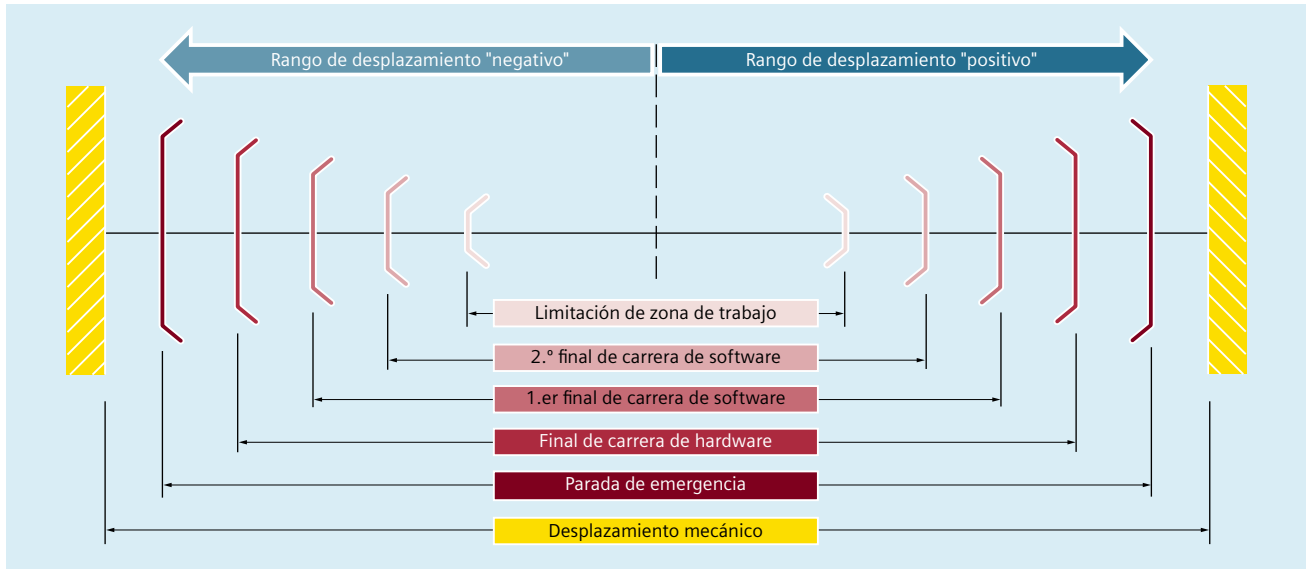 Rango de desplazamiento "negativo"
Rango de desplazamiento "positivo"
Limitación de zona de trabajo
2.º final de carrera de software
1.er final de carrera de software
Final de carrera de hardware
Parada de emergencia
Desplazamiento mecánico